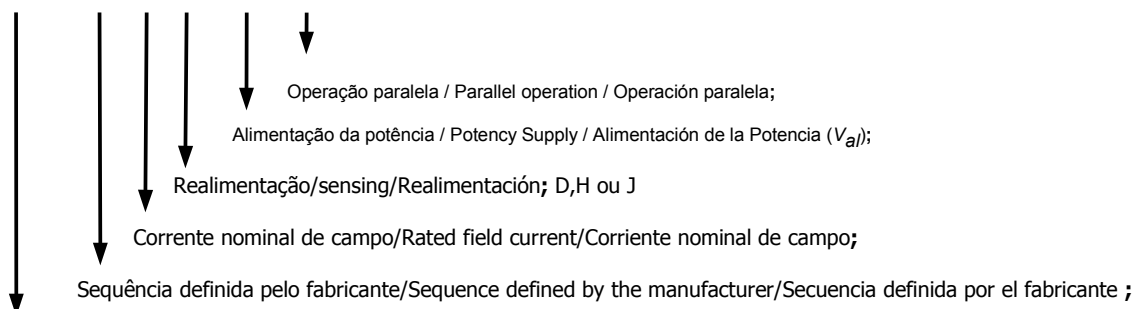 Operação paralela / Parallel operation / Operación paralela;
Alimentação da potência / Potency Supply / Alimentación de la Potencia (Val);
Realimentação/sensing/Realimentación; D,H ou J
Corrente nominal de campo/Rated field current/Corriente nominal de campo;
Sequência definida pelo fabricante/Sequence defined by the manufacturer/Secuencia definida por el fabricante ;